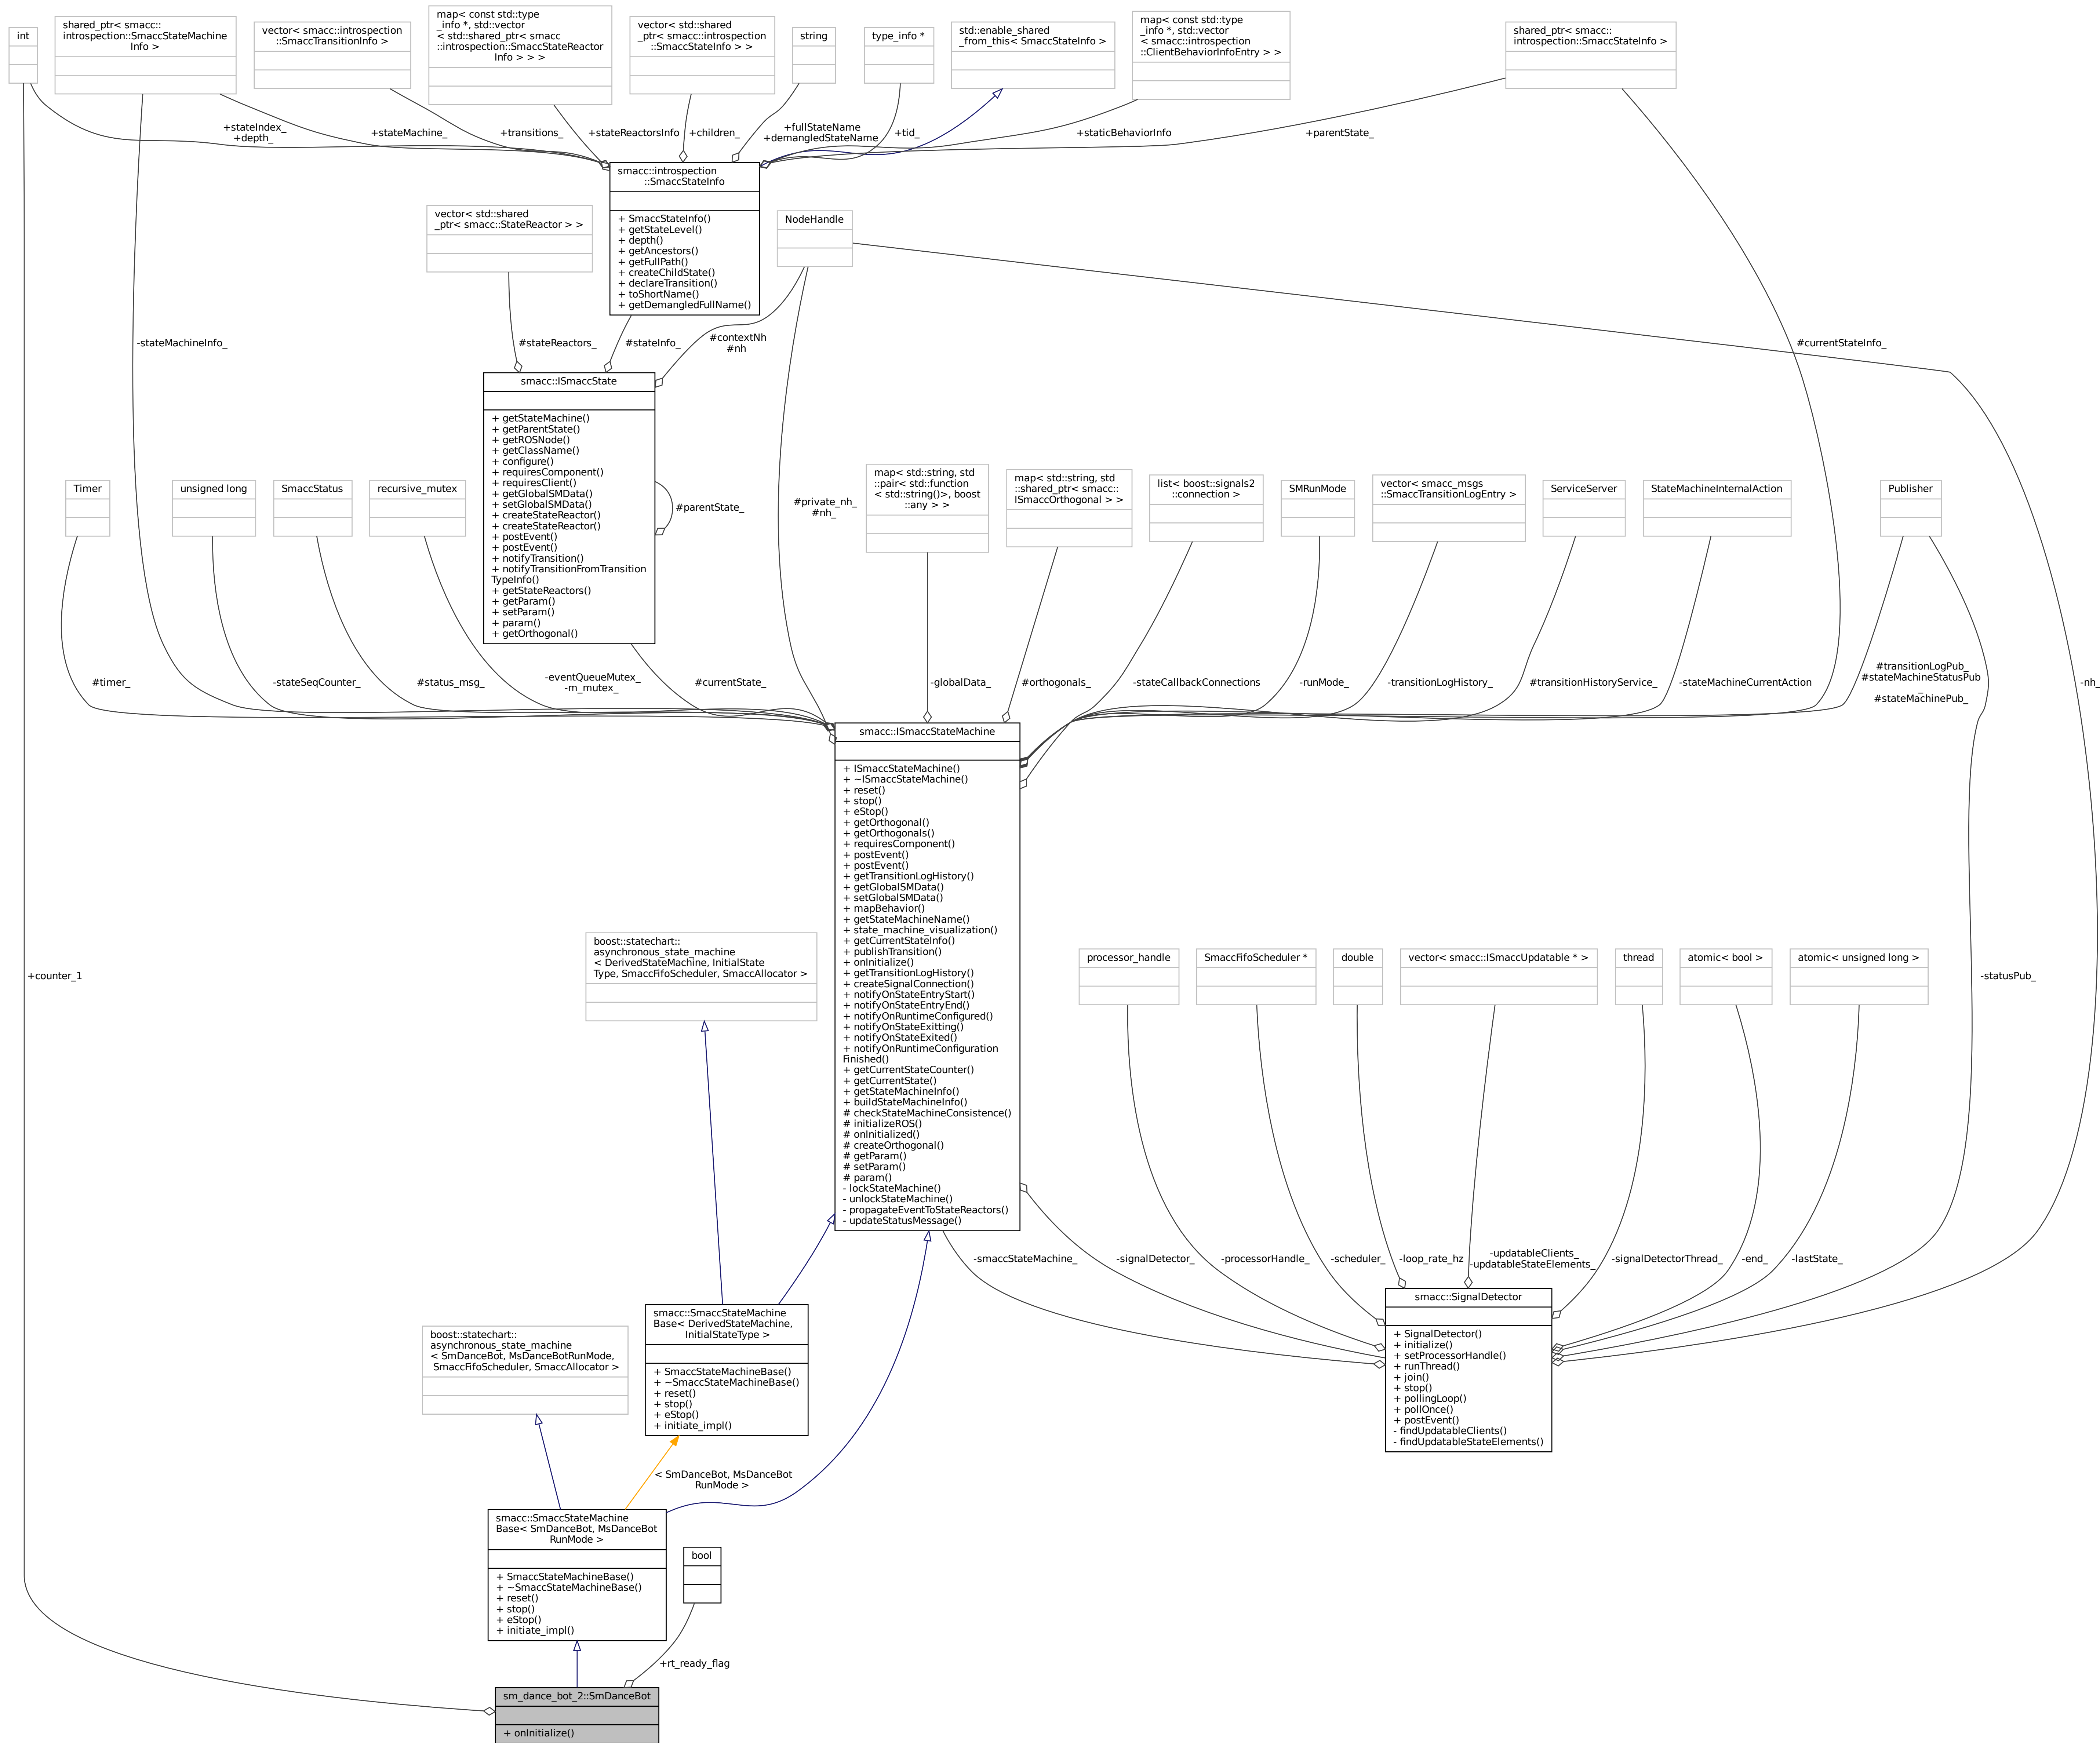 int
shared_ptr< smacc::
introspection::SmaccStateMachine
Info >
vector< smacc::introspection
::SmaccTransitionInfo >
map< const std::type
_info *, std::vector
< std::shared_ptr< smacc
::introspection::SmaccStateReactor
Info > > >
vector< std::shared
_ptr< smacc::introspection
::SmaccStateInfo > >
string
type_info *
std::enable_shared
_from_this< SmaccStateInfo >
map< const std::type
_info *, std::vector
< smacc::introspection
::ClientBehaviorInfoEntry > >
shared_ptr< smacc::
introspection::SmaccStateInfo >
+stateIndex_
+depth_
+stateMachine_
+transitions_
+stateReactorsInfo
+children_
+fullStateName
+demangledStateName
+tid_
+staticBehaviorInfo
+parentState_
smacc::introspection
::SmaccStateInfo
+ SmaccStateInfo()
+ getStateLevel()
+ depth()
+ getAncestors()
+ getFullPath()
+ createChildState()
+ declareTransition()
+ toShortName()
+ getDemangledFullName()
vector< std::shared
_ptr< smacc::StateReactor > >
NodeHandle
-stateMachineInfo_
#stateReactors_
#stateInfo_
#contextNh
#nh
#currentStateInfo_
smacc::ISmaccState
+ getStateMachine()
+ getParentState()
+ getROSNode()
+ getClassName()
+ configure()
+ requiresComponent()
+ requiresClient()
+ getGlobalSMData()
+ setGlobalSMData()
+ createStateReactor()
+ createStateReactor()
+ postEvent()
+ postEvent()
+ notifyTransition()
+ notifyTransitionFromTransition
TypeInfo()
+ getStateReactors()
+ getParam()
+ setParam()
+ param()
+ getOrthogonal()
#parentState_
#private_nh_
#nh_
Timer
unsigned long
SmaccStatus
recursive_mutex
map< std::string, std
::pair< std::function
< std::string()>, boost
::any > >
map< std::string, std
::shared_ptr< smacc::
ISmaccOrthogonal > >
list< boost::signals2
::connection >
SMRunMode
vector< smacc_msgs
::SmaccTransitionLogEntry >
ServiceServer
StateMachineInternalAction
Publisher
#timer_
-stateSeqCounter_
#status_msg_
-eventQueueMutex_
-m_mutex_
#currentState_
-globalData_
#orthogonals_
-stateCallbackConnections
-runMode_
-transitionLogHistory_
#transitionHistoryService_
-stateMachineCurrentAction
#transitionLogPub_
#stateMachineStatusPub
_
#stateMachinePub_
-nh_
smacc::ISmaccStateMachine
+ ISmaccStateMachine()
+ ~ISmaccStateMachine()
+ reset()
+ stop()
+ eStop()
+ getOrthogonal()
+ getOrthogonals()
+ requiresComponent()
+ postEvent()
+ postEvent()
+ getTransitionLogHistory()
+ getGlobalSMData()
+ setGlobalSMData()
+ mapBehavior()
+ getStateMachineName()
+ state_machine_visualization()
+ getCurrentStateInfo()
+ publishTransition()
+ onInitialize()
+ getTransitionLogHistory()
+ createSignalConnection()
+ notifyOnStateEntryStart()
+ notifyOnStateEntryEnd()
+ notifyOnRuntimeConfigured()
+ notifyOnStateExitting()
+ notifyOnStateExited()
+ notifyOnRuntimeConfiguration
Finished()
+ getCurrentStateCounter()
+ getCurrentState()
+ getStateMachineInfo()
+ buildStateMachineInfo()
# checkStateMachineConsistence()
# initializeROS()
# onInitialized()
# createOrthogonal()
# getParam()
# setParam()
# param()
- lockStateMachine()
- unlockStateMachine()
- propagateEventToStateReactors()
- updateStatusMessage()
boost::statechart::
asynchronous_state_machine
< DerivedStateMachine, InitialState
Type, SmaccFifoScheduler, SmaccAllocator >
+counter_1
processor_handle
SmaccFifoScheduler *
double
vector< smacc::ISmaccUpdatable * >
thread
atomic< bool >
atomic< unsigned long >
-statusPub_
-smaccStateMachine_
-signalDetector_
-processorHandle_
-scheduler_
-loop_rate_hz
-updatableClients_
-updatableStateElements_
-signalDetectorThread_
-end_
-lastState_
smacc::SignalDetector
+ SignalDetector()
+ initialize()
+ setProcessorHandle()
+ runThread()
+ join()
+ stop()
+ pollingLoop()
+ pollOnce()
+ postEvent()
- findUpdatableClients()
- findUpdatableStateElements()
smacc::SmaccStateMachine
Base< DerivedStateMachine,
InitialStateType >
+ SmaccStateMachineBase()
+ ~SmaccStateMachineBase()
+ reset()
+ stop()
+ eStop()
+ initiate_impl()
boost::statechart::
asynchronous_state_machine
< SmDanceBot, MsDanceBotRunMode,
SmaccFifoScheduler, SmaccAllocator >
< SmDanceBot, MsDanceBot
RunMode >
smacc::SmaccStateMachine
Base< SmDanceBot, MsDanceBot
RunMode >
+ SmaccStateMachineBase()
+ ~SmaccStateMachineBase()
+ reset()
+ stop()
+ eStop()
+ initiate_impl()
bool
+rt_ready_flag
sm_dance_bot_2::SmDanceBot
+ onInitialize()